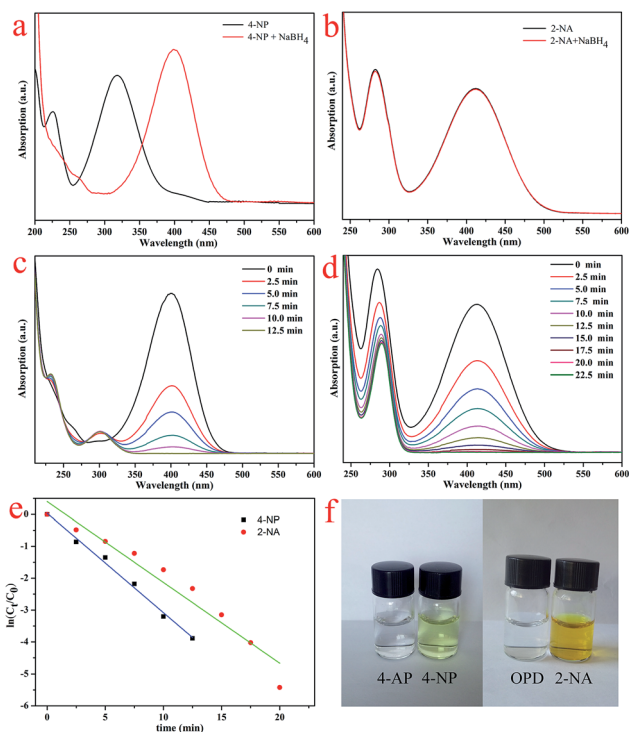 a
4-NP
4-NP + NaBH4
Absorption (a.u.)
200 250 300 350 400 450 500 550 600
Wavelength (nm)
b
2-NA
2-NA+NaBH4
Absorption (a.u.)
250 300 350 400 450 500 550 600
Wavelength (nm)
c
0 min
2.5 min
5.0 min
7.5 min
10.0 min
12.5 min
Absorption (a.u.)
250 300 350 400 450 500 550 600
Wavelength (nm)
d
0 min
2.5 min
5.0 min
7.5 min
10.0 min
12.5 min
15.0 min
17.5 min
20.0 min
22.5 min
Absorption (a.u.)
250 300 350 400 450 500 550 600
Wavelength (nm)
e
4-NP
2-NA
ln(Ct/C0)
1
0
-1
-2
-3
-4
-5
-6
0 5 10 15 20
time (min)
f
4-AP 4-NP OPD 2-NA